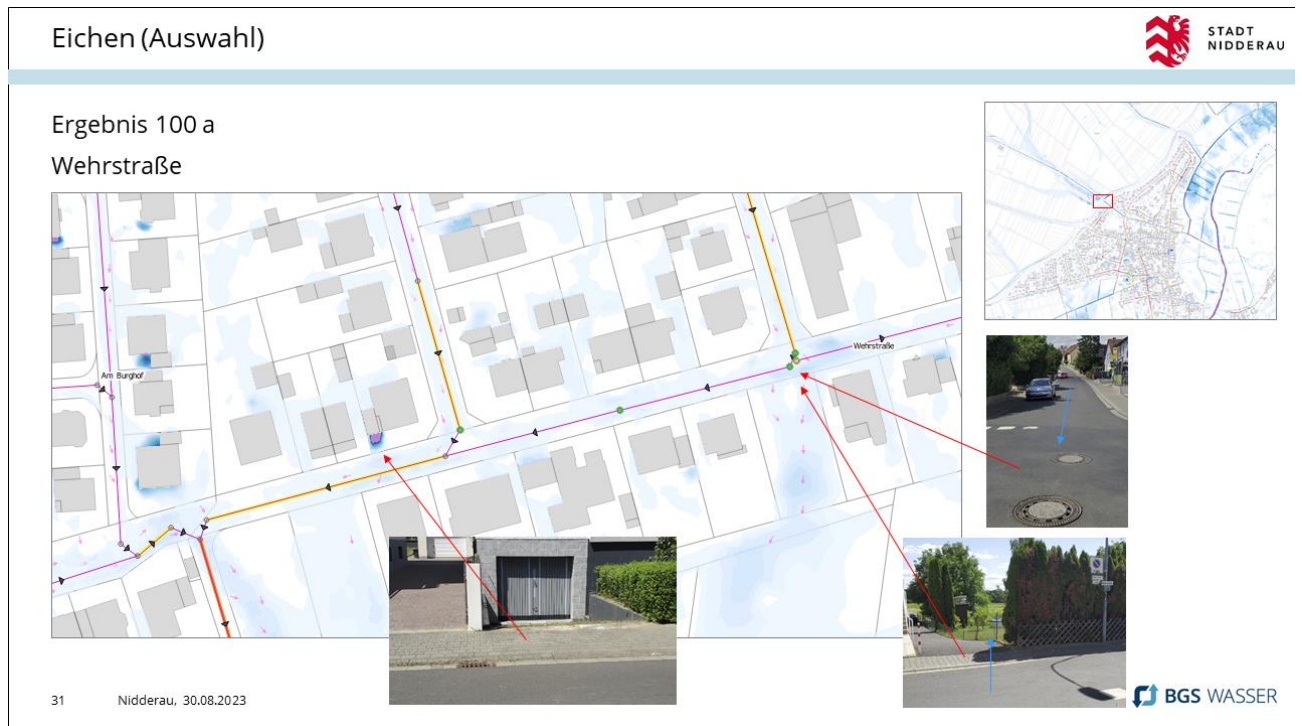 Eichen (Auswahl)
STADT
NIDDERAU
Ergebnis 100 a
Wehrstraße
Wehrstraße
Am Burghof
31
Nidderau, 30.08.2023
BGS WASSER